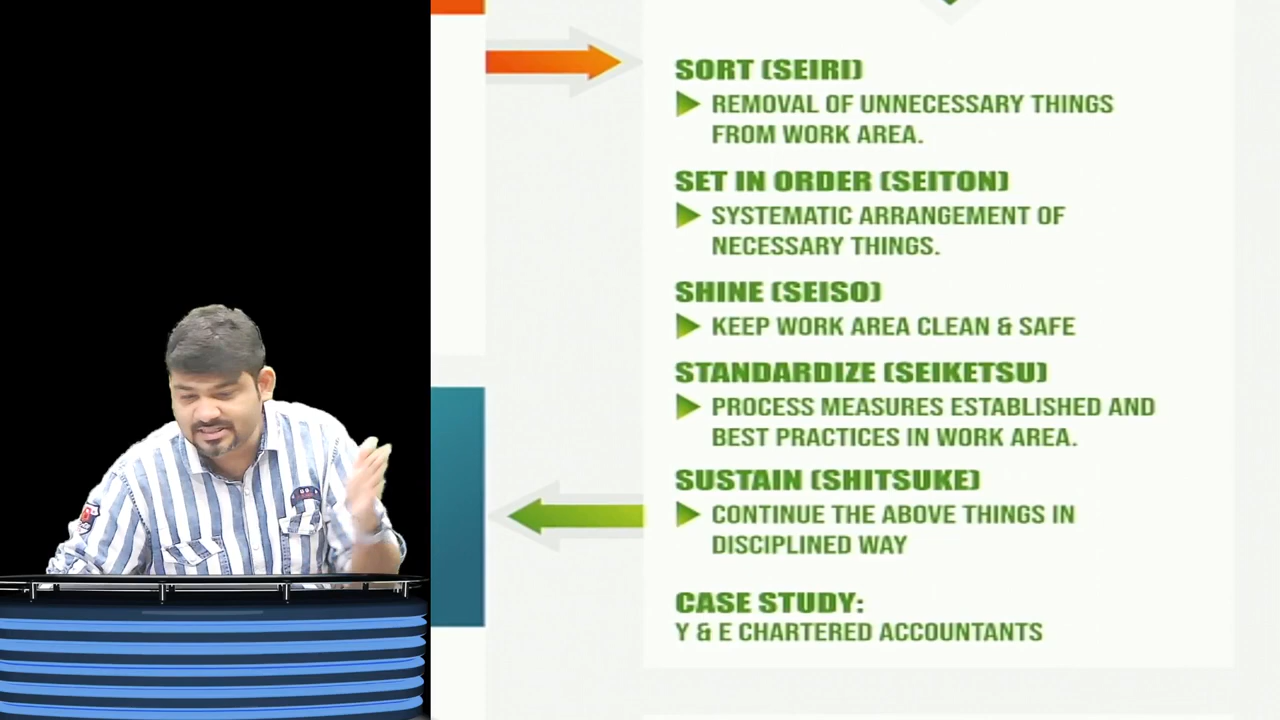 SORT (SEIRI)
REMOVAL OF UNNECESSARY THINGS
FROM WORK AREA.
SET IN ORDER (SEITON)
SYSTEMATIC ARRANGEMENT OF
NECESSARY THINGS.
SHINE (SEISO)
KEEP WORK AREA CLEAN & SAFE
STANDARDIZE (SEIKETSU)
PROCESS MEASURES ESTABLISHED AND
BEST PRACTICES IN WORK AREA.
SUSTAIN (SHITSUKE)
CONTINUE THE ABOVE THINGS IN
DISCIPLINED WAY
CASE STUDY:
Y & E CHARTERED ACCOUNTANTS